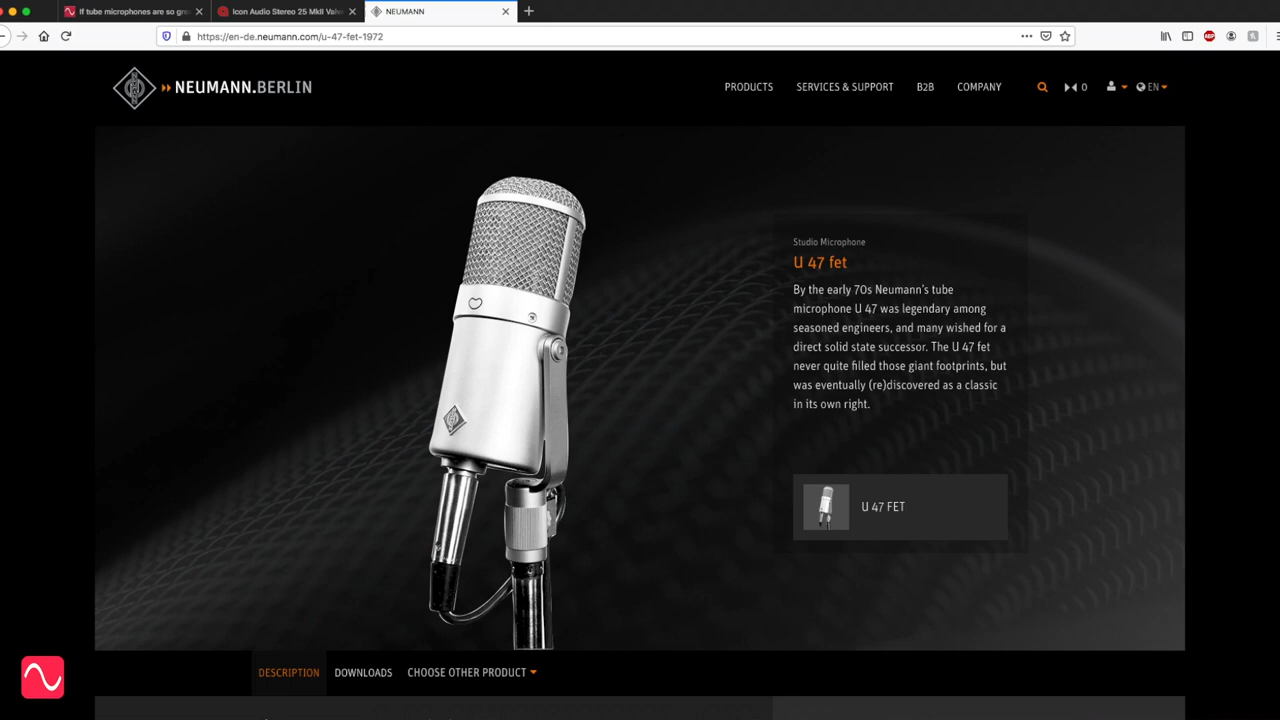 If tube microphones are so gre
Icon Audio Stereo 25 MkII Valv
NEUMANN
https://en-de.neumann.com/u-47-fet-1972
ABP
NEUMANN.BERLIN
PRODUCTS
SERVICES & SUPPORT
B2B
COMPANY
0
EN
Studio Microphone
U 47 fet
By the early 70s Neumann's tube
microphone U 47 was legendary among
seasoned engineers, and many wished for a
direct solid state successor. The U 47 fet
never quite filled those giant footprints, but
was eventually (re)discovered as a classic
in its own right.
U 47 FET
DESCRIPTION
DOWNLOADS
CHOOSE OTHER PRODUCT